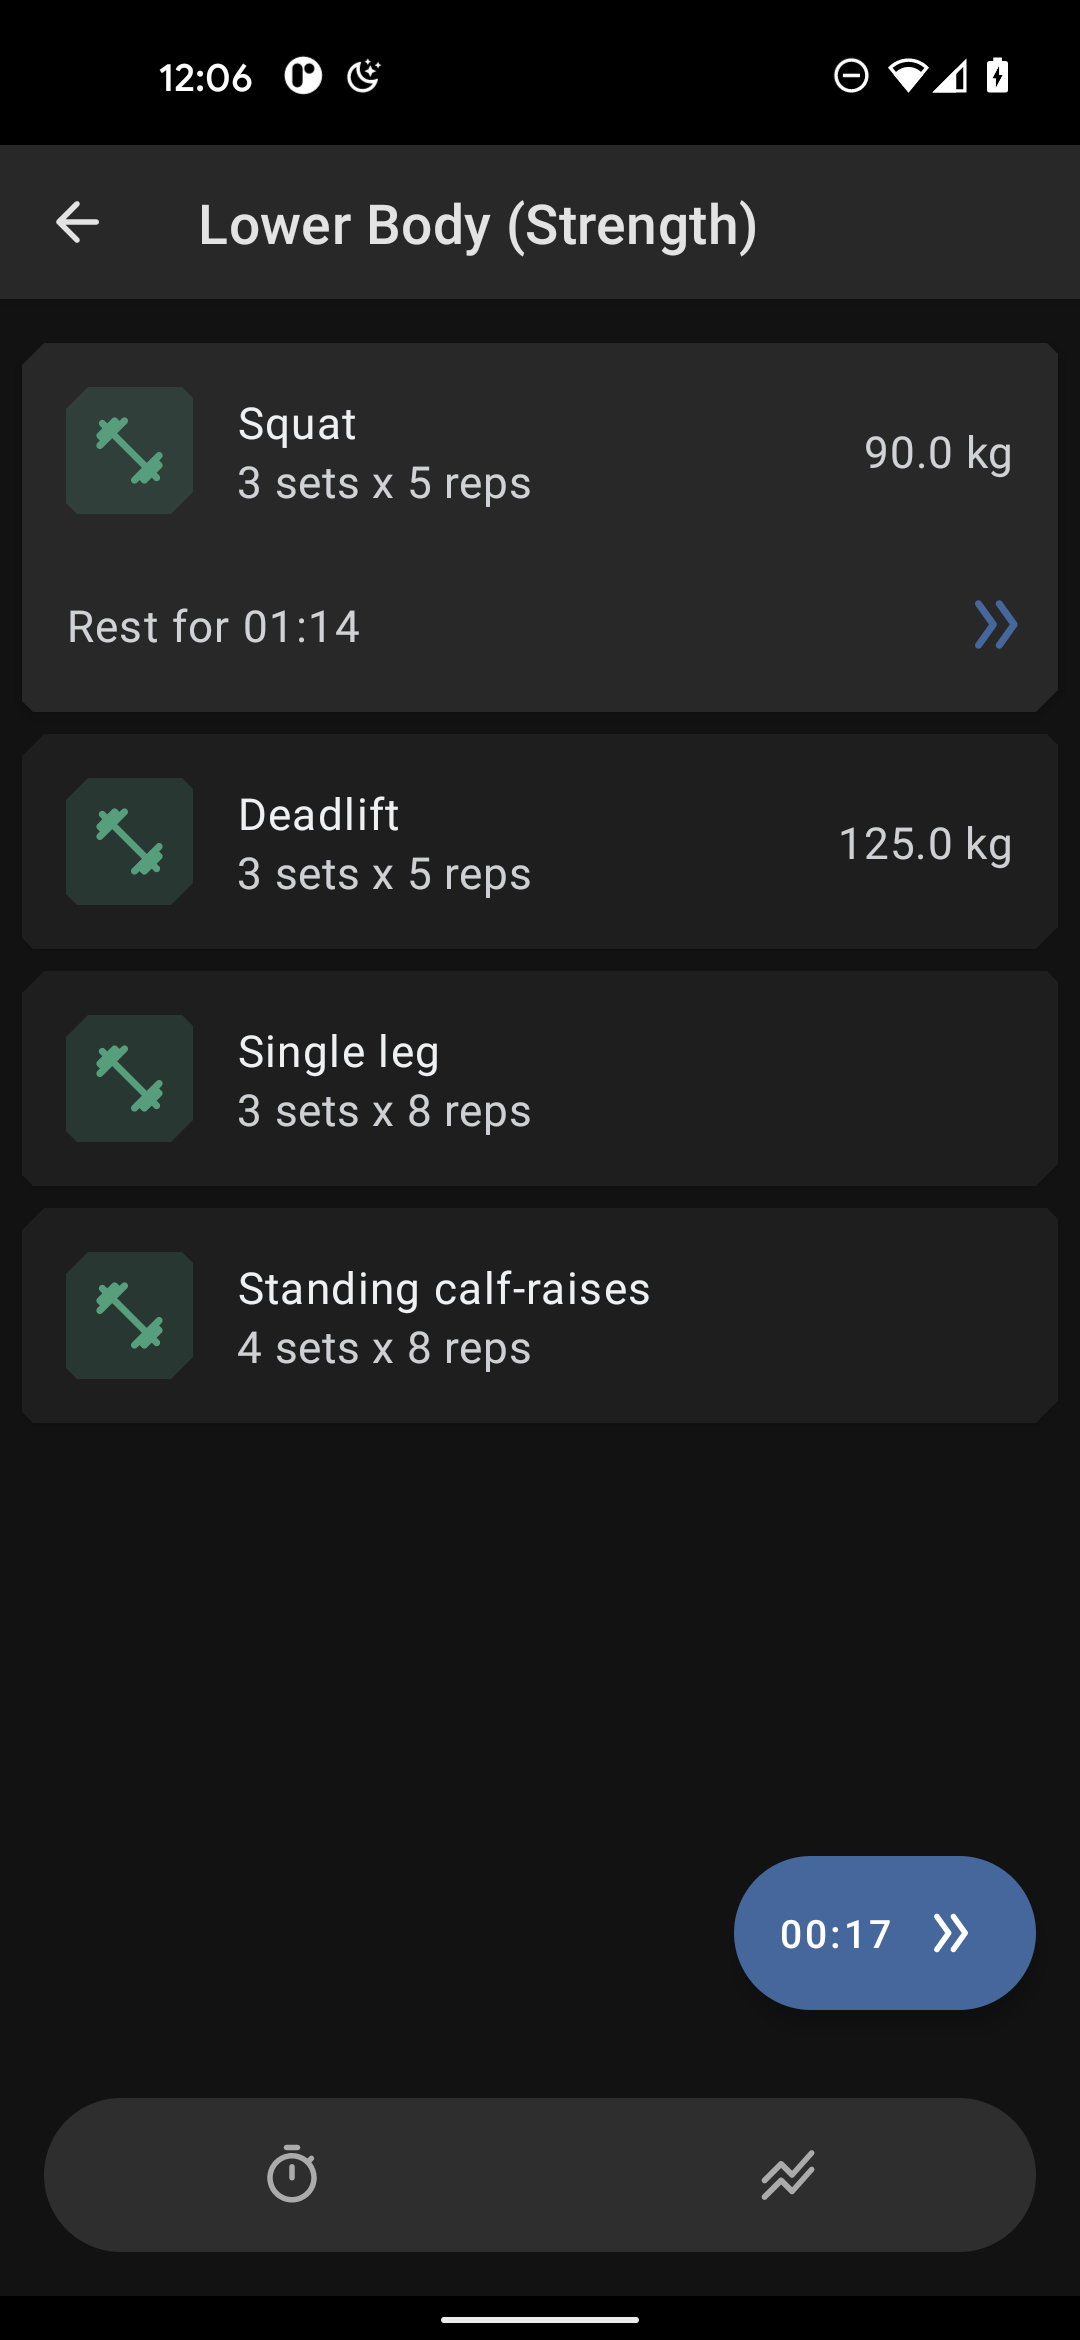 12:06
Lower Body (Strength)
Squat
3 sets x 5 reps
90.0 kg
Rest for 01:14
Deadlift
3 sets x 5 reps
125.0 kg
Single leg
3 sets x 8 reps
Standing calf-raises
4 sets x 8 reps
00:17